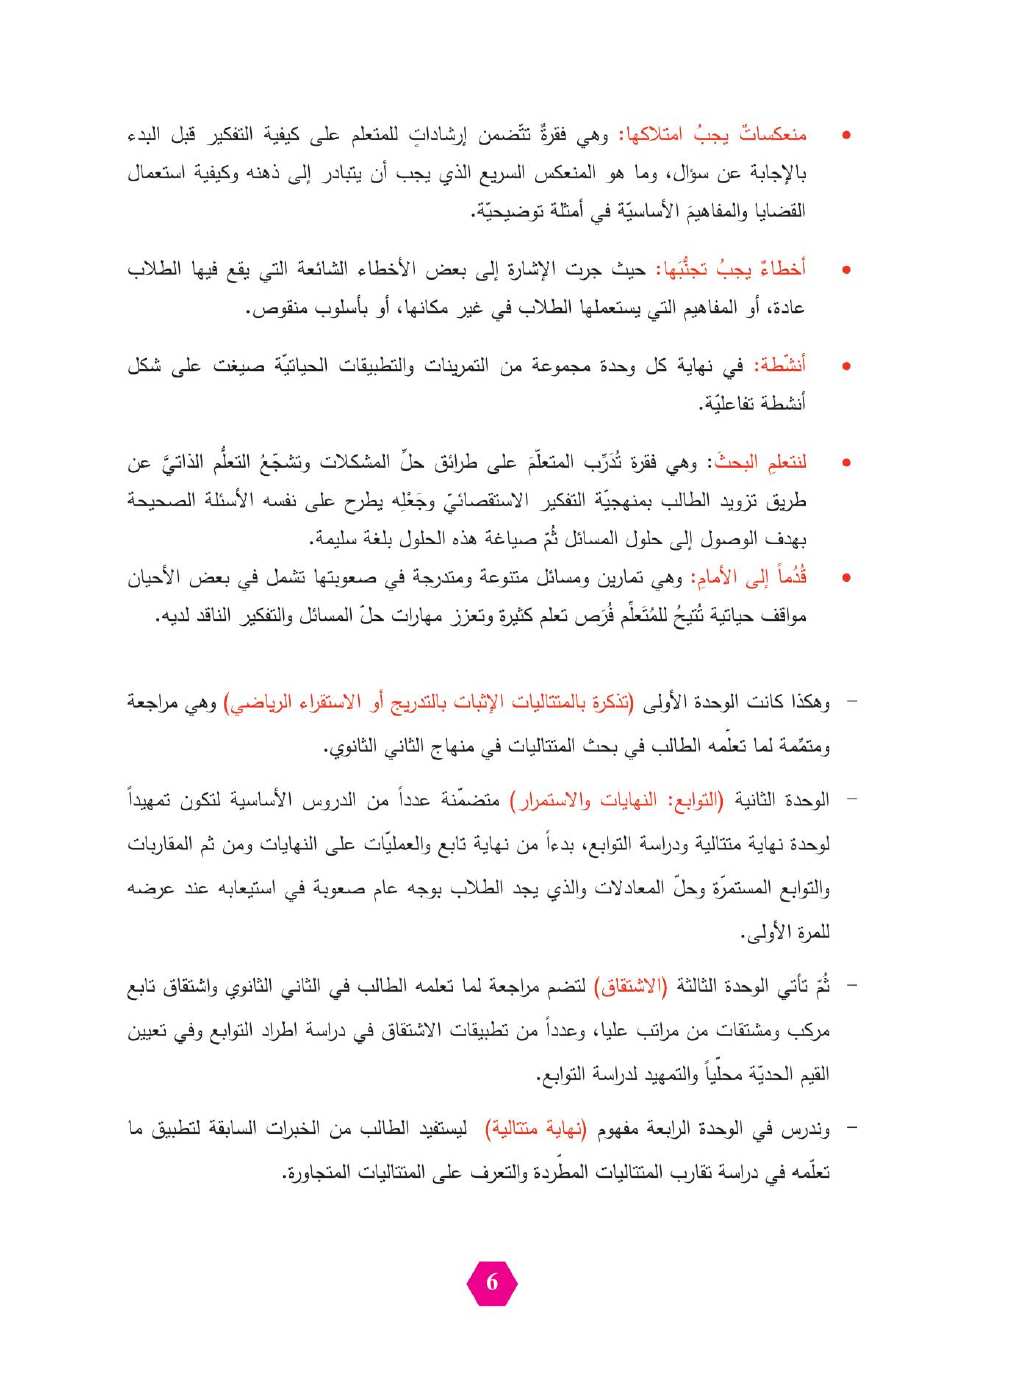 • منعكساتٌ يجبُ امتلاكها: وهي فقرةٌ تتّضمن إرشاداتٍ للمتعلم على كيفية التفكير قبل البدء
بالإجابة عن سؤال، وما هو المنعكس السريع الذي يجب أن يتبادر إلى ذهنه وكيفية استعمال
القضايا والمفاهيمَ الأساسيّة في أمثلة توضيحيّة.
• أخطاءٌ يجبُ تجنُّبَها: حيث جرت الإشارة إلى بعض الأخطاء الشائعة التي يقع فيها الطلاب
عادة، أو المفاهيم التي يستعملها الطلاب في غير مكانها، أو بأسلوب منقوص.
• أنشّطة: في نهاية كل وحدة مجموعة من التمرينات والتطبيقات الحياتيّة صيغت على شكل
أنشطة تفاعليّة.
• لنتعلمِ البحثَ: وهي فقرة تُدَرِّب المتعلّمَ على طرائق حلِّ المشكلات وتشجّعُ التعلُّم الذاتيَّ عن
طريق تزويد الطالب بمنهجيّة التفكير الاستقصائيّ وجَعْلِه يطرح على نفسه الأسئلة الصحيحة
بهدف الوصول إلى حلول المسائل ثُمّ صياغة هذه الحلول بلغة سليمة.
• قُدُماً إلى الأمامِ: وهي تمارين ومسائل متنوعة ومتدرجة في صعوبتها تشمل في بعض الأحيان
مواقف حياتية تُتيحُ للمُتَعلِّم فُرَص تعلم كثيرة وتعزز مهارات حلّ المسائل والتفكير الناقد لديه.
– وهكذا كانت الوحدة الأولى (تذكرة بالمتتاليات الإثبات بالتدريج أو الاستقراء الرياضي) وهي مراجعة
ومتمِّمة لما تعلّمه الطالب في بحث المتتاليات في منهاج الثاني الثانوي.
– الوحدة الثانية (التوابع: النهايات والاستمرار) متضمّنة عدداً من الدروس الأساسية لتكون تمهيداً
لوحدة نهاية متتالية ودراسة التوابع، بدءاً من نهاية تابع والعمليّات على النهايات ومن ثم المقاربات
والتوابع المستمرّة وحلّ المعادلات والذي يجد الطلاب بوجه عام صعوبة في استيعابه عند عرضه
للمرة الأولى.
– ثُمّ تأتي الوحدة الثالثة (الاشتقاق) لتضم مراجعة لما تعلمه الطالب في الثاني الثانوي واشتقاق تابع
مركب ومشتقات من مراتب عليا، وعدداً من تطبيقات الاشتقاق في دراسة اطراد التوابع وفي تعيين
القيم الحديّة محلّياً والتمهيد لدراسة التوابع.
– وندرس في الوحدة الرابعة مفهوم (نهاية متتالية) ليستفيد الطالب من الخبرات السابقة لتطبيق ما
تعلّمه في دراسة تقارب المتتاليات المطّردة والتعرف على المتتاليات المتجاورة.
6